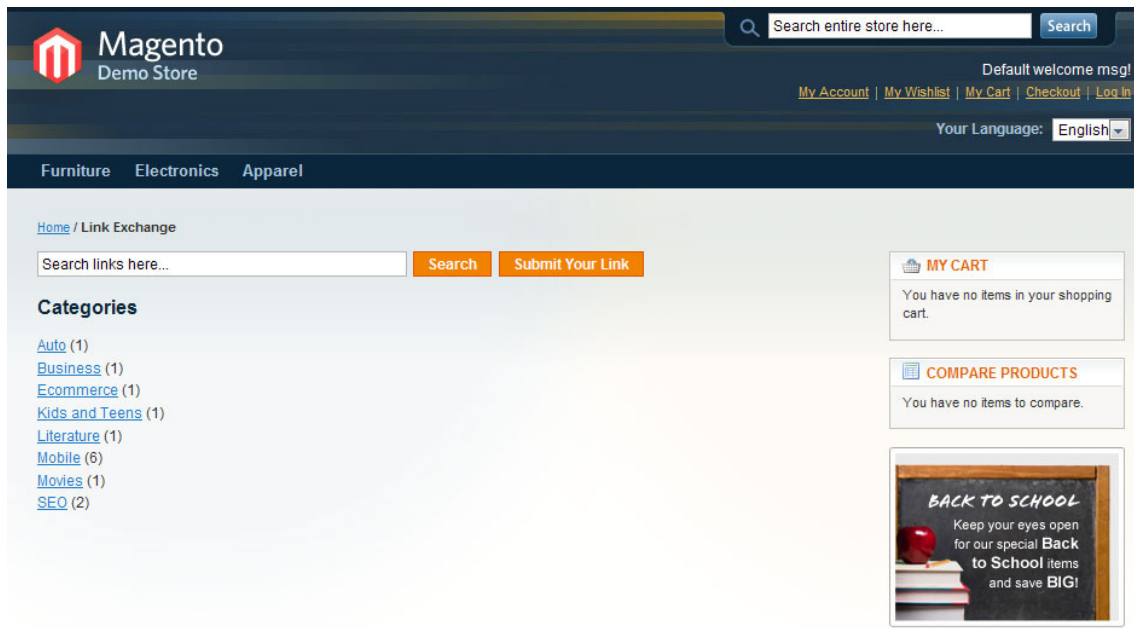 Magento
Demo Store
Search entire store here...
Search
Default welcome msg!
My Account | My Wishlist | My Cart | Checkout | Log In
Your Language: English
Furniture Electronics Apparel
Home / Link Exchange
Search links here...
Search
Submit Your Link
Categories
Auto (1)
Business (1)
Ecommerce (1)
Kids and Teens (1)
Literature (1)
Mobile (6)
Movies (1)
SEO (2)
MY CART
You have no items in your shopping
cart.
COMPARE PRODUCTS
You have no items to compare.
BACK TO SCHOOL
Keep your eyes open
for our special Back
to School items
and save BIG!